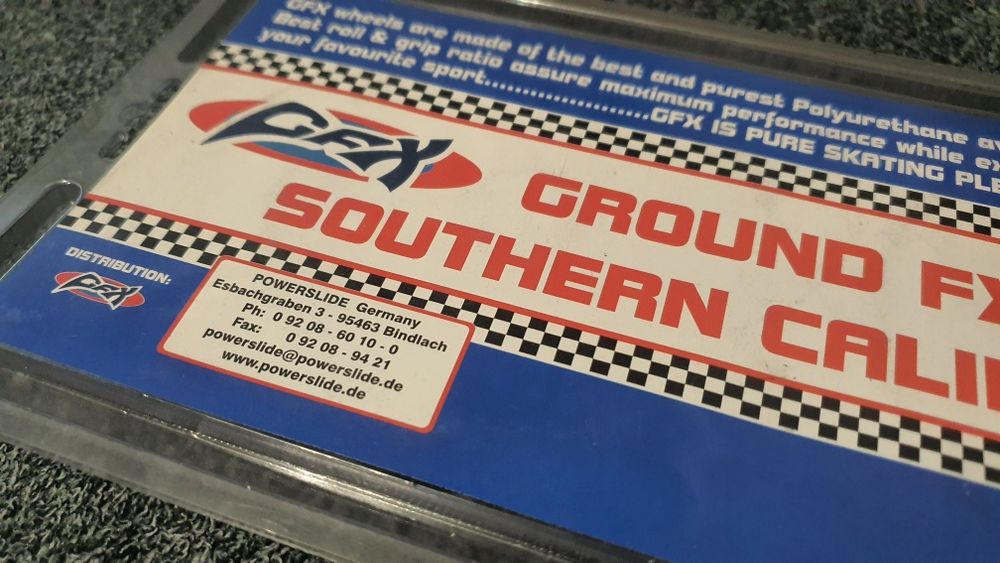 GFX wheels are made of the best and purest Polyurethane
Best roll & grip ratio assure maximum performance while
your favourite sport........................GFX IS PURE SKATING
GFX
GROUND
SOUTHERN
DISTRIBUTION:
GFX
POWERSLIDE Germany
Esbachgraben 3 - 95463 Bindlach
Ph: 0 92 08 - 60 10 - 0
Fax: 0 92 08 - 94 21
powerslide@powerslide.de
www.powerslide.de